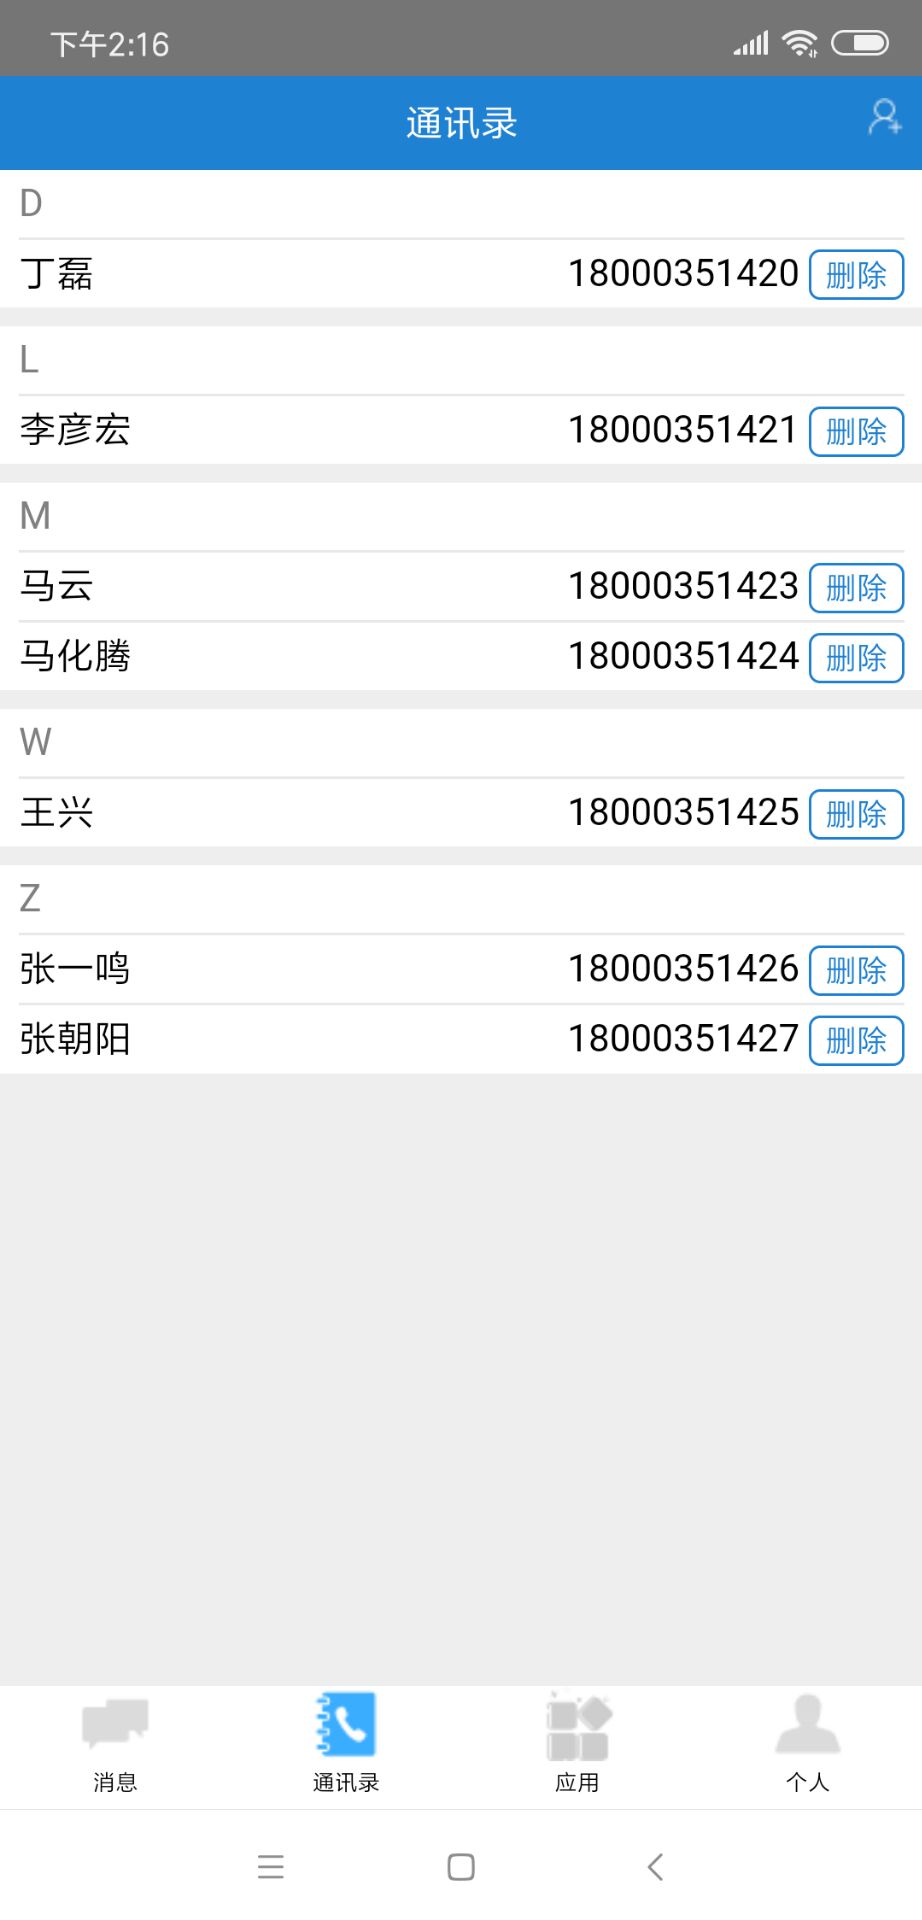 下午2:16
通讯录
D
丁磊 18000351420 删除
L
李彦宏 18000351421 删除
M
马云 18000351423 删除
马化腾 18000351424 删除
W
王兴 18000351425 删除
Z
张一鸣 18000351426 删除
张朝阳 18000351427 删除
消息 通讯录 应用 个人